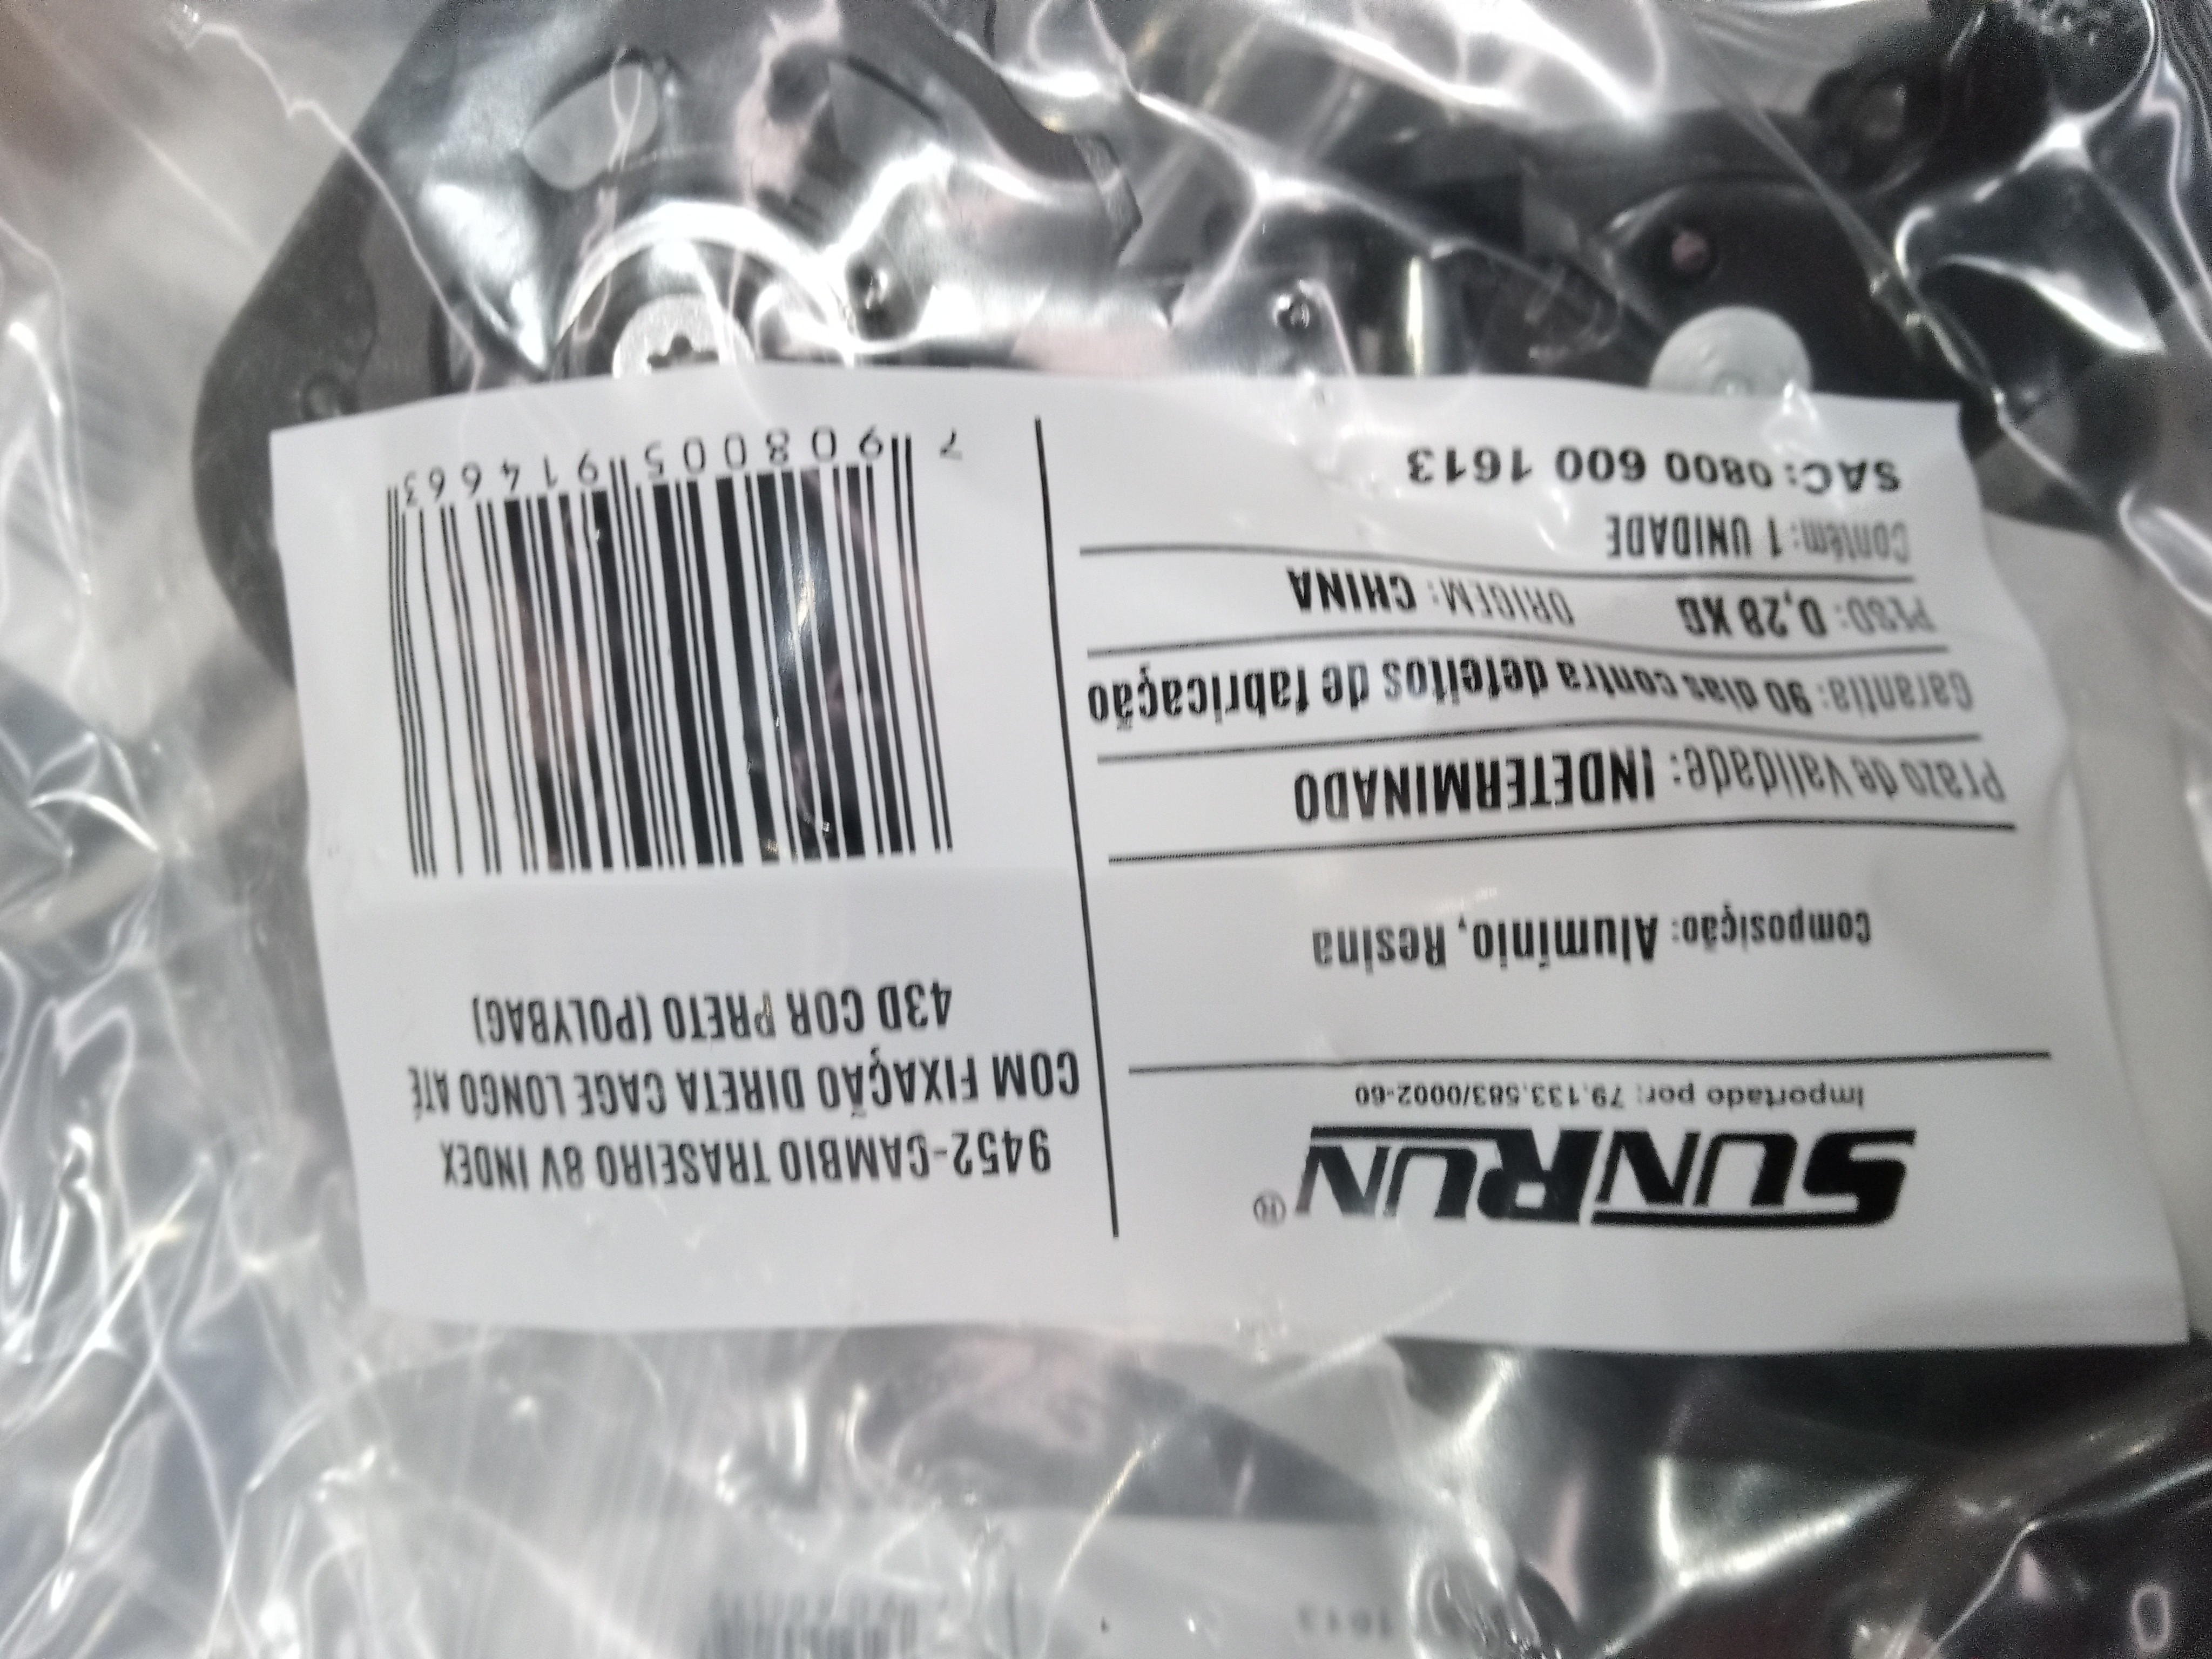 SUNRUN®
Importado por: 79.133.583/0002-60
Composição: Alumínio, Resina
Prazo de Validade: INDETERMINADO
Garantia: 90 dias contra defeitos de fabricação
PESO: 0,28 KG ORIGEM: CHINA
Contém: 1 UNIDADE
SAC: 0800 600 1613
9452-CAMBIO TRASEIRO 8V INDEX
COM FIXAÇÃO DIRETA CAGE LONGO ATÉ
43D COR PRETO (POLYBAG)
7 908005 914663
1613